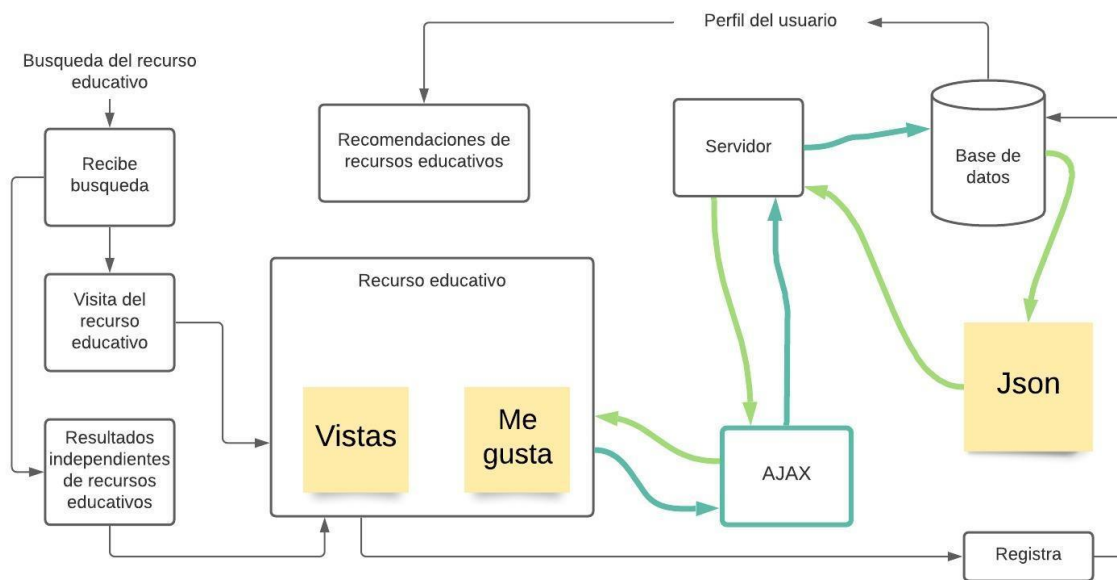 Perfil del usuario
Busqueda del recurso
educativo
Recibe
busqueda
Recomendaciones de
recursos educativos
Servidor
Base de
datos
Visita del
recurso
educativo
Recurso educativo
Vistas
Me
gusta
Json
AJAX
Resultados
independientes
de recursos
educativos
Registra